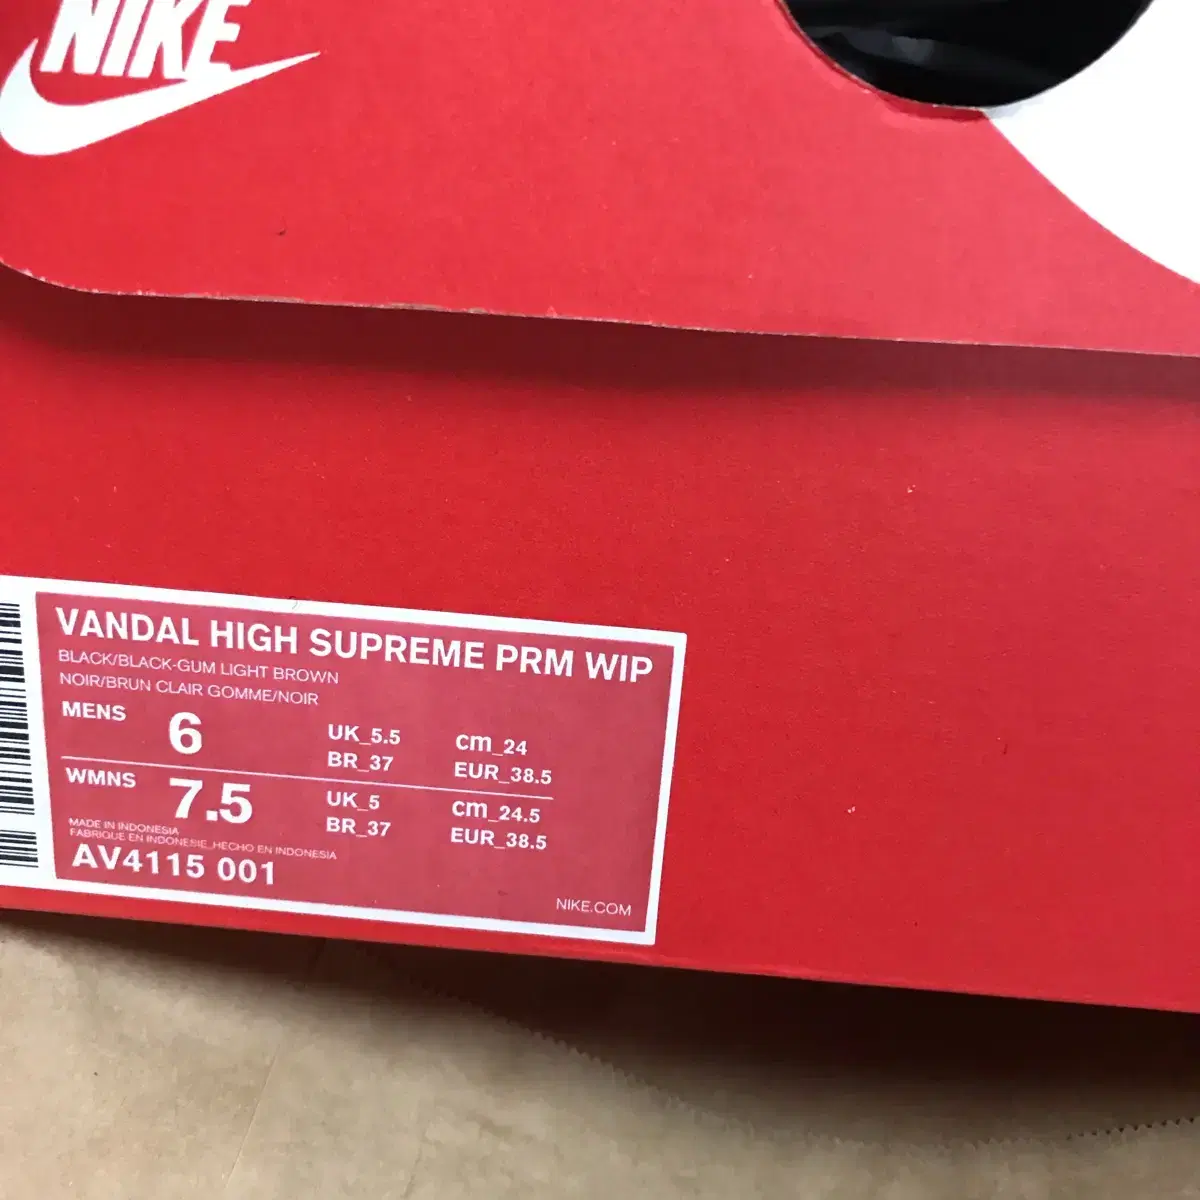 NIKE
VANDAL HIGH SUPREME PRM WIP
BLACK/BLACK-GUM LIGHT BROWN
NOIR/BRUN CLAIR GOMME/NOIR
MENS 6 UK_5.5 cm_24
BR_37 EUR_38.5
WMNS 7.5 UK_5 cm_24.5
BR_37 EUR_38.5
MADE IN INDONESIA
FABRIQUE EN INDONESIE_HECHO EN INDONESIA
AV4115 001
NIKE.COM